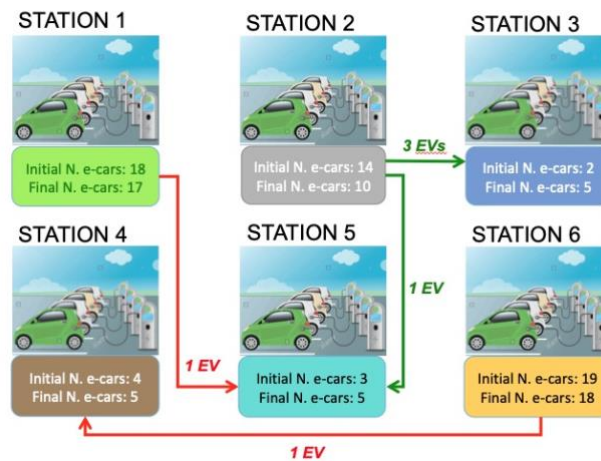 STATION 1
STATION 2
STATION 3
3 EVs
Initial N. e-cars: 18
Final N. e-cars: 17
Initial N. e-cars: 14
Final N. e-cars: 10
Initial N. e-cars: 2
Final N. e-cars: 5
STATION 4
STATION 5
STATION 6
1 EV
1 EV
Initial N. e-cars: 4
Final N. e-cars: 5
Initial N. e-cars: 3
Final N. e-cars: 5
Initial N. e-cars: 19
Final N. e-cars: 18
1 EV